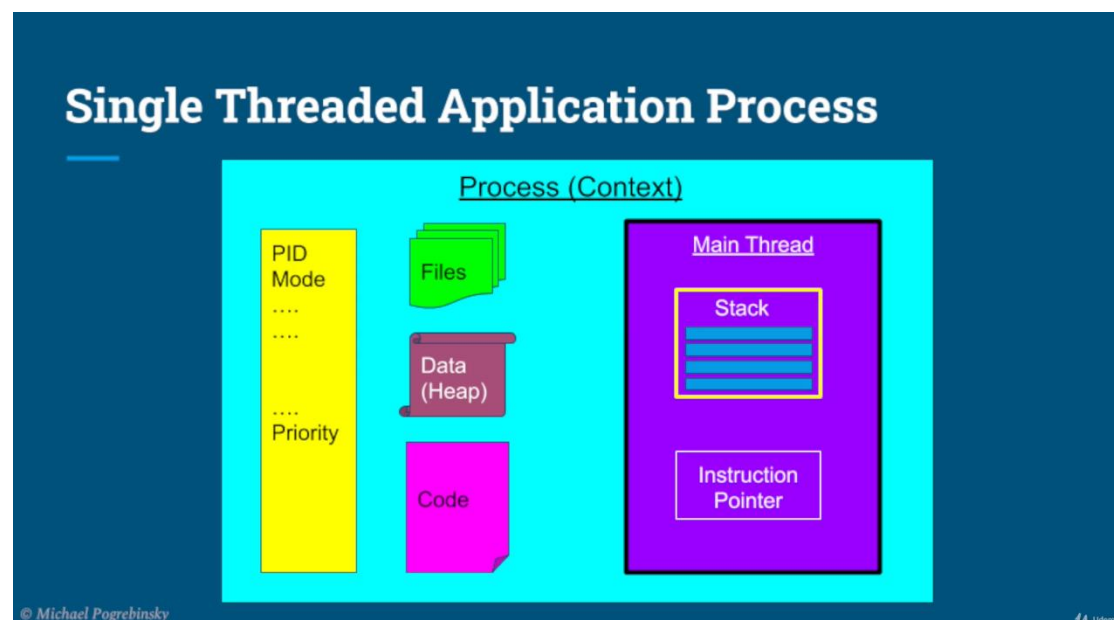 Single Threaded Application Process
Process (Context)
PID
Mode
....
....
....
Priority
Files
Data
(Heap)
Code
Main Thread
Stack
Instruction
Pointer
© Michael Pogrebinsky